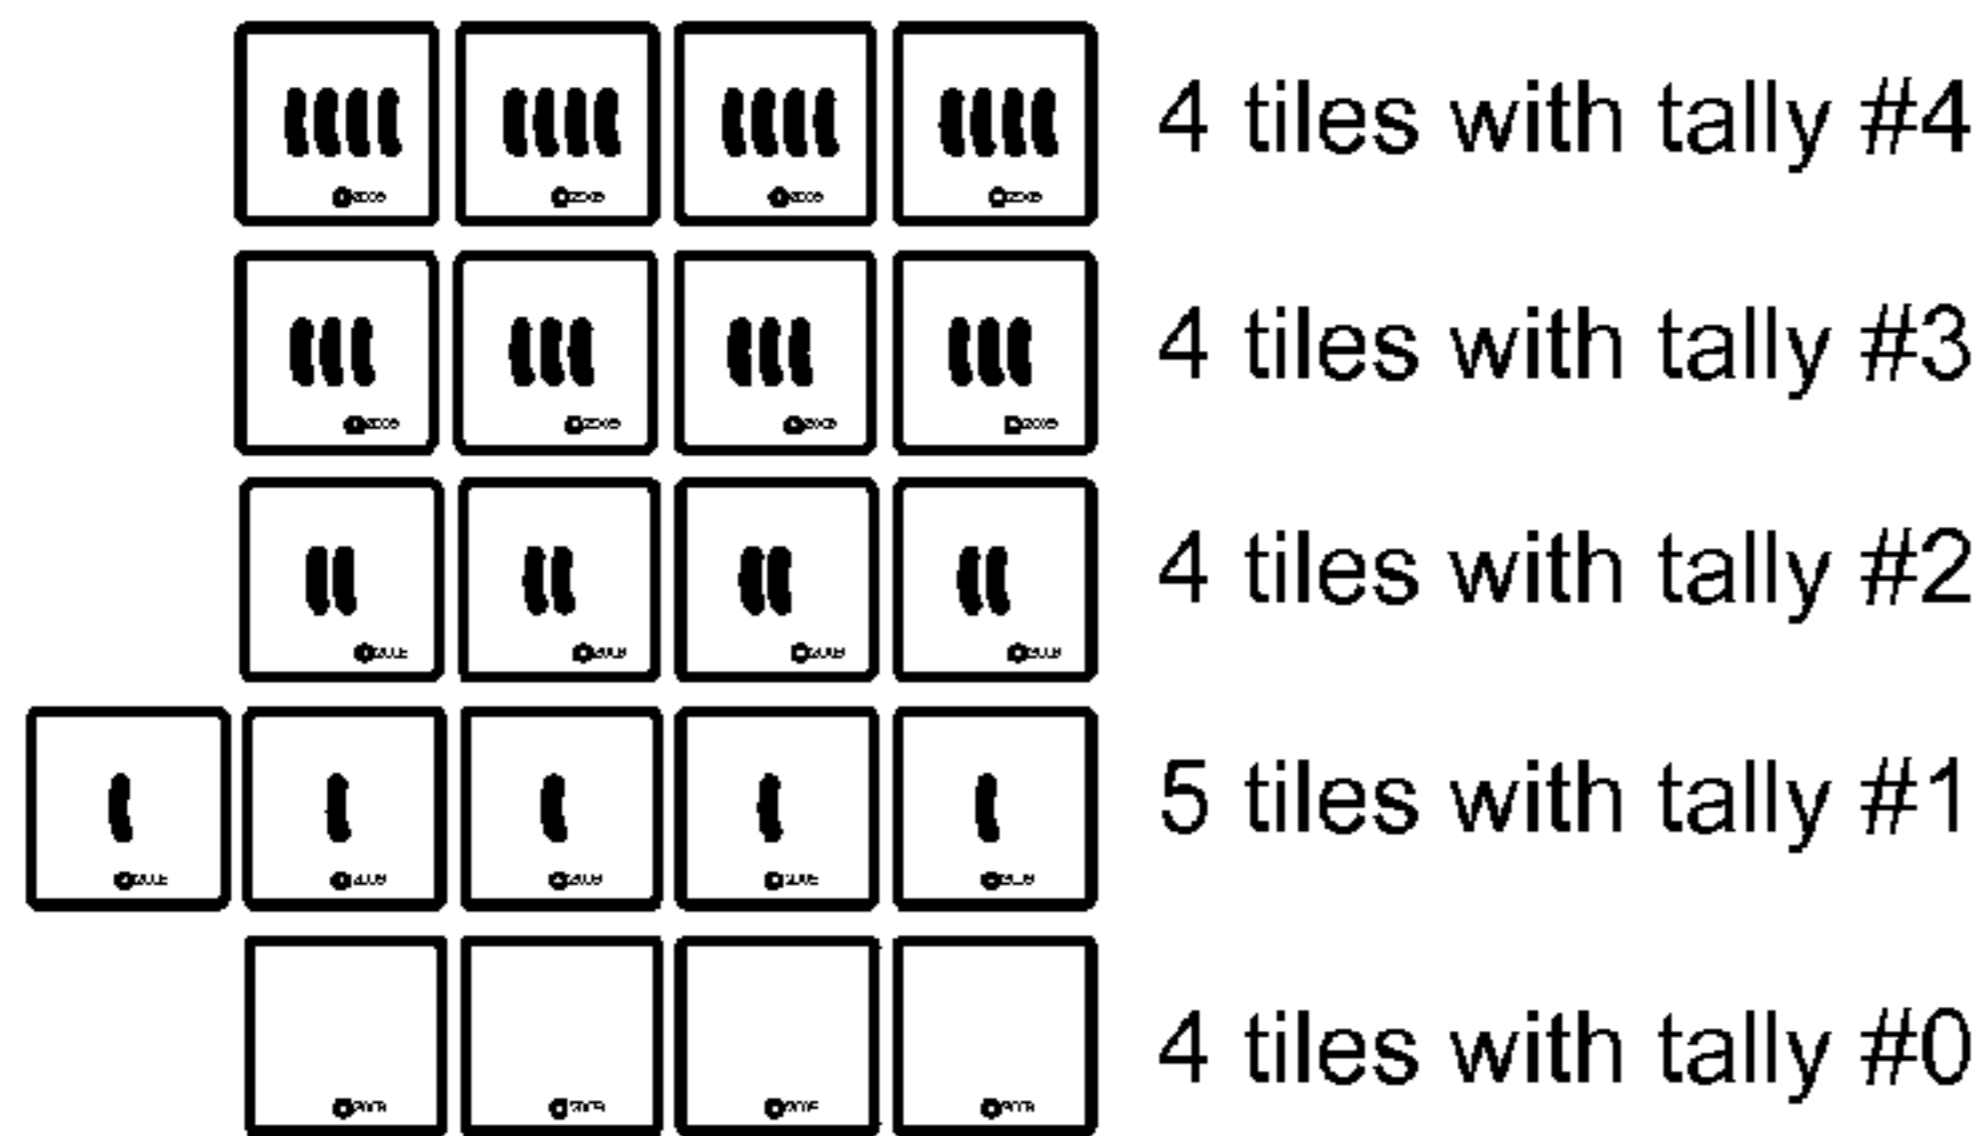 4 tiles with tally #4
4 tiles with tally #3
4 tiles with tally #2
5 tiles with tally #1
4 tiles with tally #0